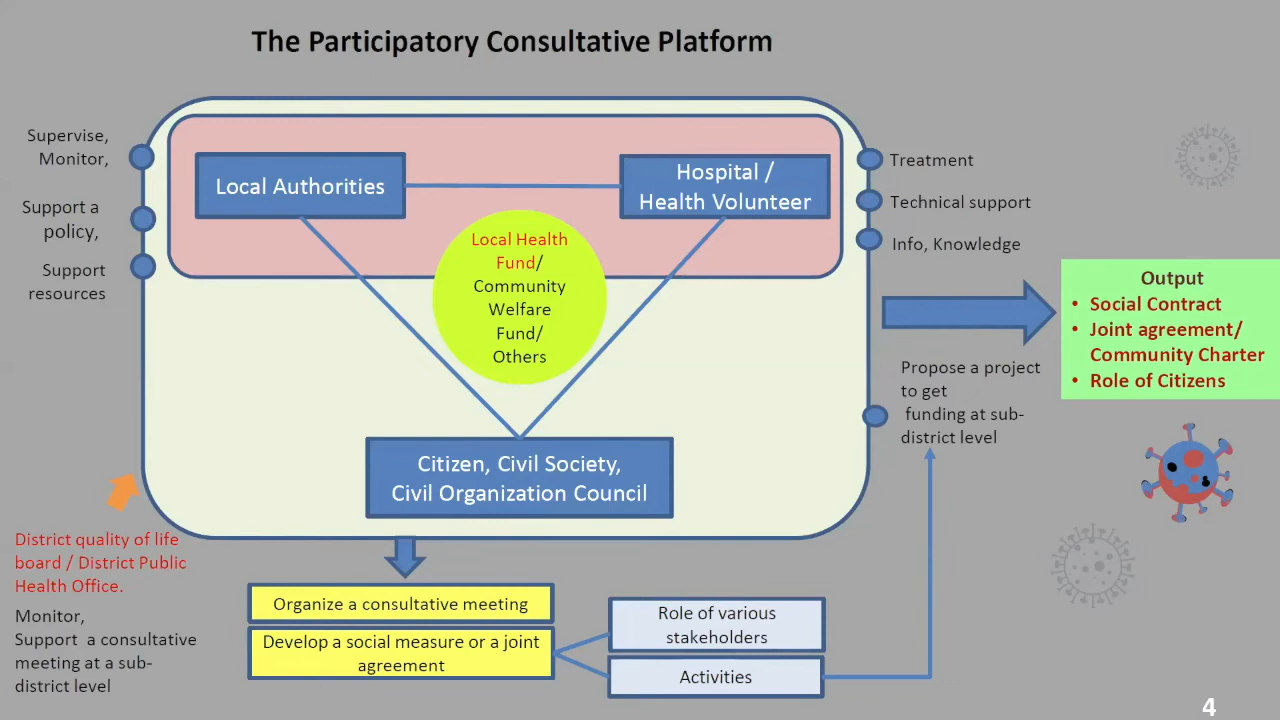 The Participatory Consultative Platform
Supervise,
Monitor,
Support a
policy,
Support
resources
Local Authorities
Hospital /
Health Volunteer
Local Health
Fund/
Community
Welfare
Fund/
Others
Citizen, Civil Society,
Civil Organization Council
Treatment
Technical support
Info, Knowledge
Output
• Social Contract
• Joint agreement/
Community Charter
• Role of Citizens
Propose a project
to get
funding at sub-
district level
District quality of life
board / District Public
Health Office.
Monitor,
Support a consultative
meeting at a sub-
district level
Organize a consultative meeting
Develop a social measure or a joint
agreement
Role of various
stakeholders
Activities
4